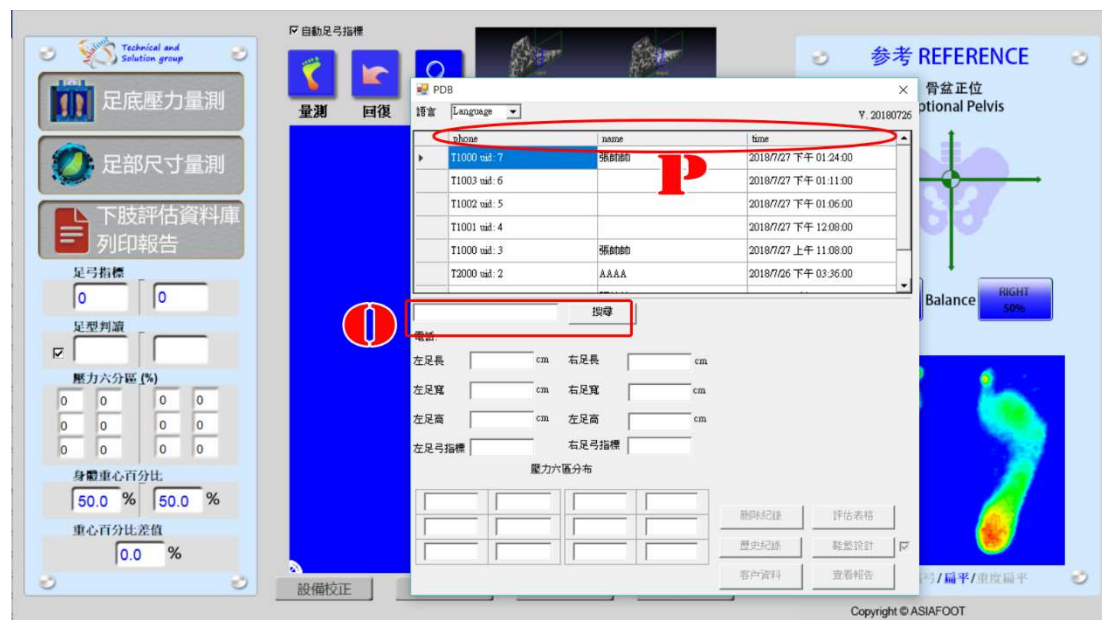 Technical and
Solution group
足底壓力量測
足部尺寸量測
下肢評估資料庫
列印報告
足弓指標
0 0
足型判讀
壓力六分區 (%)
0 0 0 0
0 0 0 0
0 0 0 0
身體重心百分比
50.0 % 50.0 %
重心百分比差值
0.0 %
自動足弓指標
量測 回復
PDB
語言 Language V. 20180726
phone name time
T1000 uid: 7 張帥帥 2018/7/27 下午 01:24:00
T1003 uid: 6 2018/7/27 下午 01:11:00
T1002 uid: 5 2018/7/27 下午 01:06:00
T1001 uid: 4 2018/7/27 下午 12:08:00
T1000 uid: 3 張帥帥 2018/7/27 上午 11:08:00
T2000 uid: 2 AAAA 2018/7/26 下午 03:36:00
P
O
搜尋
電話:
左足長 cm 右足長 cm
左足寬 cm 右足寬 cm
左足高 cm 左足高 cm
左足弓指標 右足弓指標
壓力六區分布
刪除紀錄 評估表格
歷史紀錄 鞋墊設計
客戶資料 查看報告
設備校正
參考 REFERENCE
骨盆正位
ptional Pelvis
Balance RIGHT
50%
弓/扁平/重度扁平
Copyright © ASIAFOOT